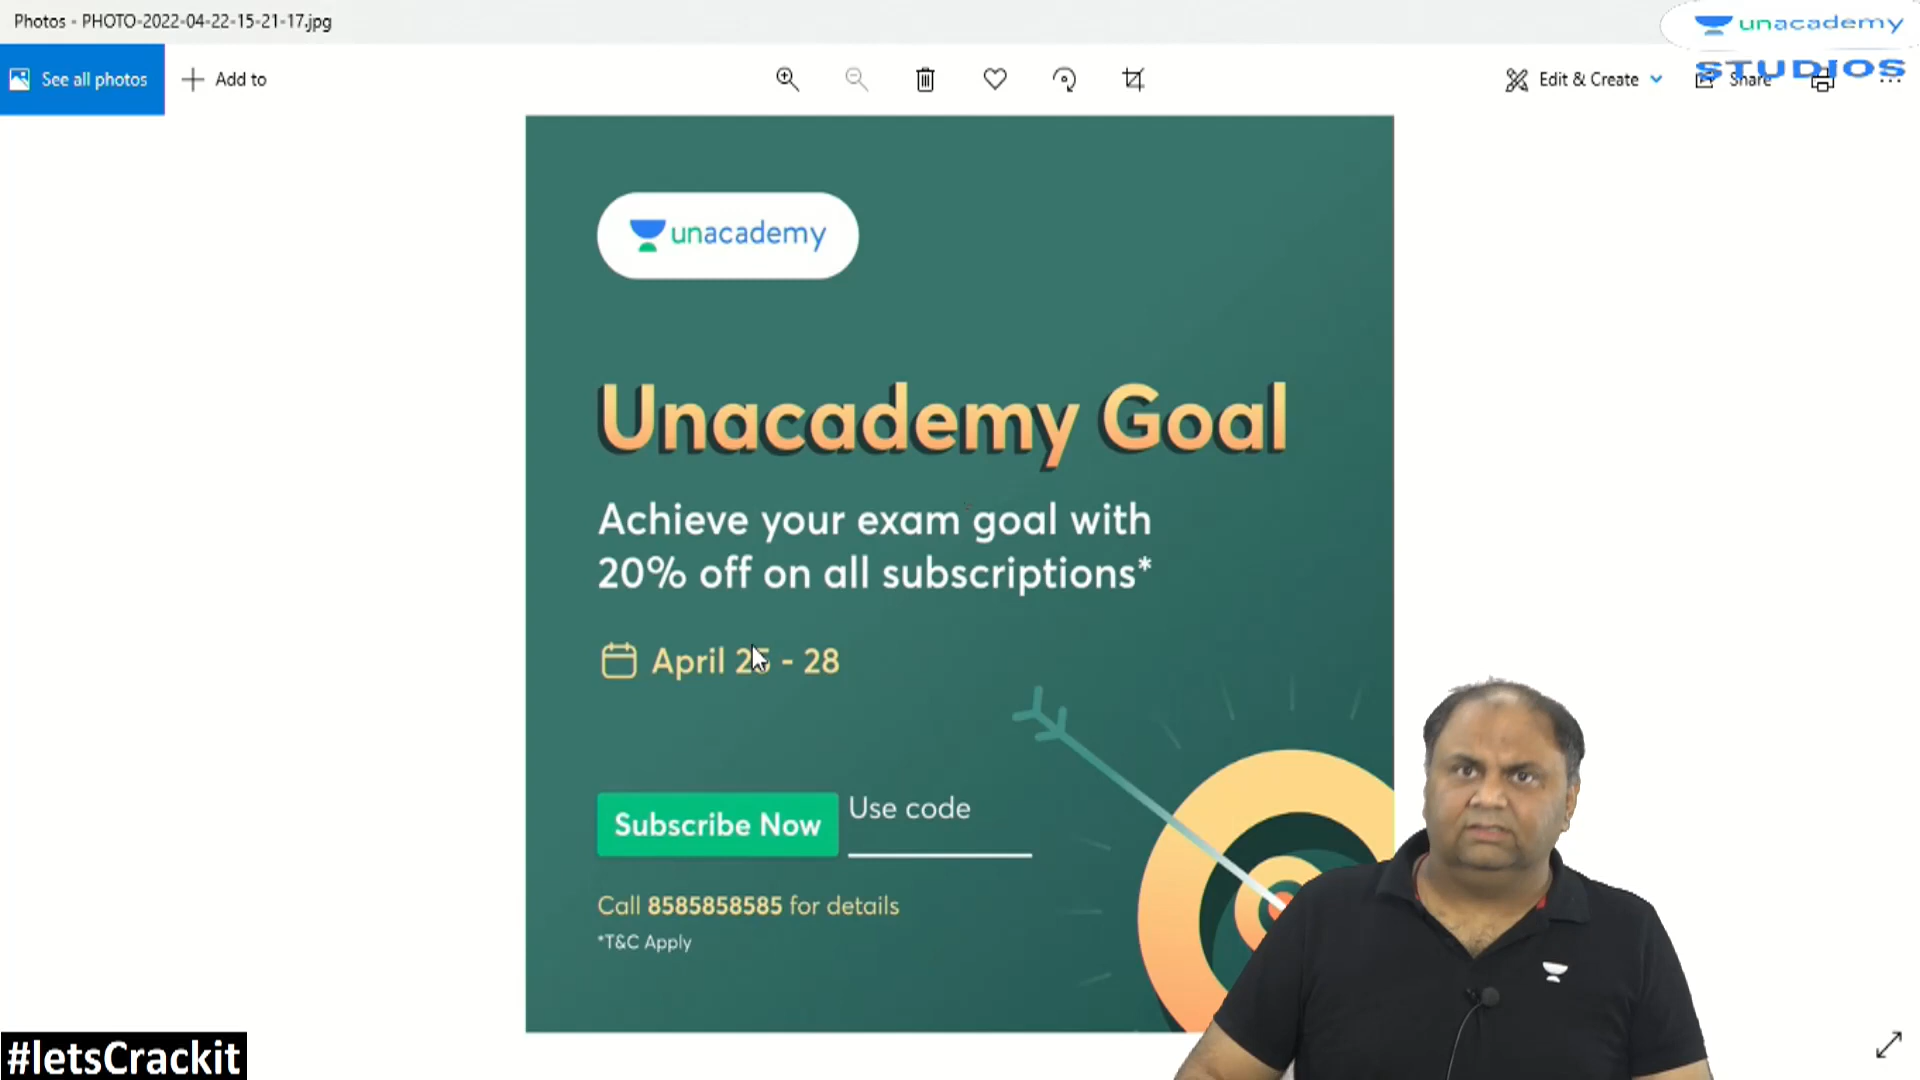 Photos - PHOTO-2022-04-22-15-21-17.jpg
unacademy
STUDIOS
See all photos
Add to
Edit & Create
Share
unacademy
Unacademy Goal
Achieve your exam goal with
20% off on all subscriptions*
April 25 - 28
Subscribe Now
Use code
Call 8585858585 for details
*T&C Apply
#letsCrackit